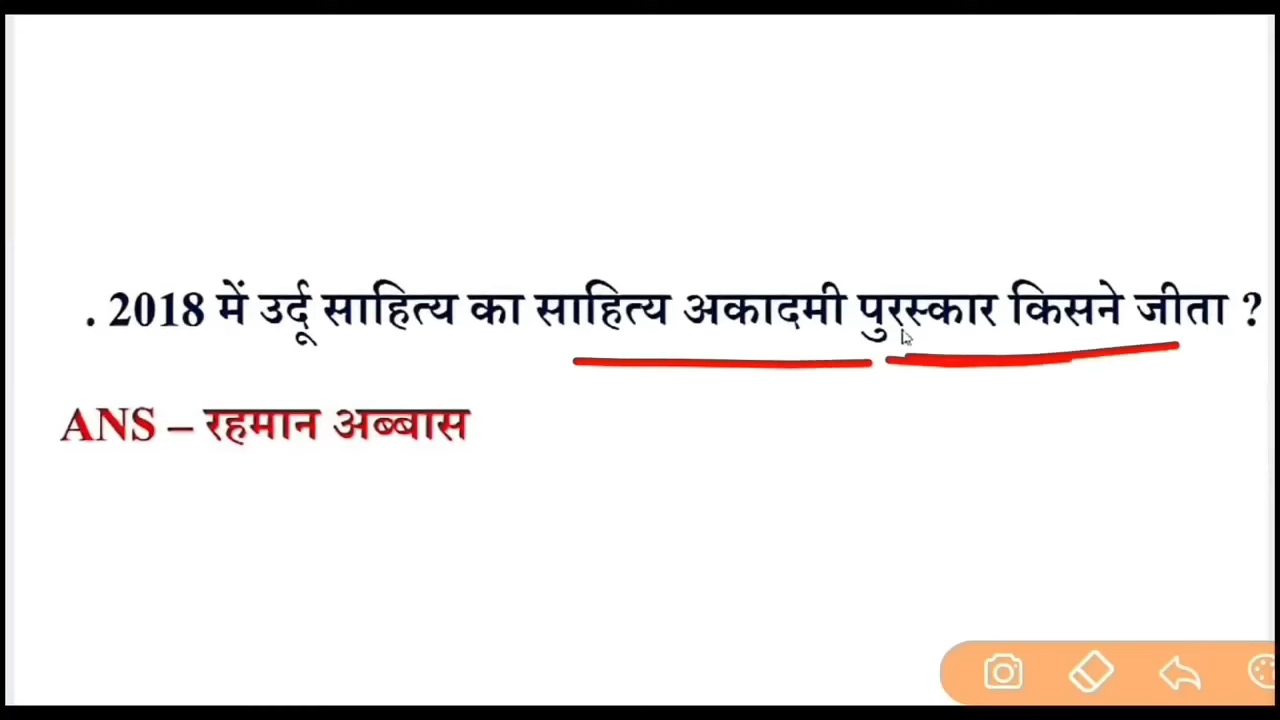 . 2018 में उर्दू साहित्य का साहित्य अकादमी पुरस्कार किसने जीता ?
ANS – रहमान अब्बास